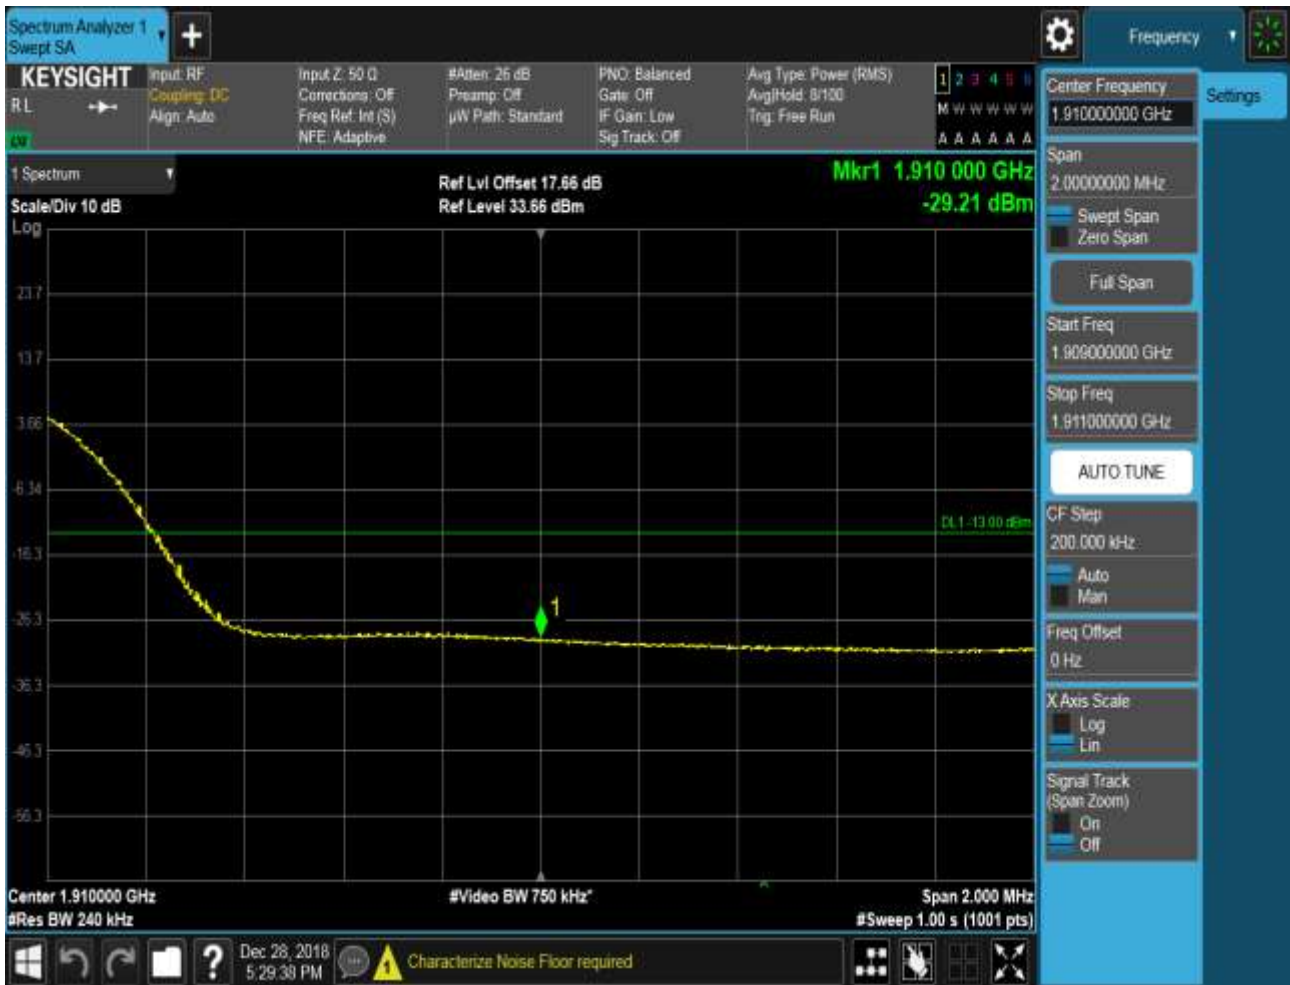 Spectrum Analyzer 1
Swept SA
+
Frequency
KEYSIGHT
R L
Input: RF
Coupling: DC
Align: Auto
Input Z: 50 Ω
Corrections: Off
Freq Ref: Int (S)
NFE: Adaptive
#Atten: 26 dB
Preamp: Off
µW Path: Standard
PNO: Balanced
Gate: Off
IF Gain: Low
Sig Track: Off
Avg Type: Power (RMS)
Avg|Hold: 8/100
Trig: Free Run
1 2 3 4 5 6
M W W W W W
A A A A A A
1 Spectrum
Scale/Div 10 dB
Log
Ref Lvl Offset 17.66 dB
Ref Level 33.66 dBm
Mkr1 1.910 000 GHz
-29.21 dBm
23.7
13.7
3.66
-6.34
-16.3
-26.3
-36.3
-46.3
-56.3
DL1 -13.00 dBm
1
Center 1.910000 GHz
#Res BW 240 kHz
#Video BW 750 kHz*
Span 2.000 MHz
#Sweep 1.00 s (1001 pts)
Center Frequency
1.910000000 GHz
Settings
Span
2.00000000 MHz
Swept Span
Zero Span
Full Span
Start Freq
1.909000000 GHz
Stop Freq
1.911000000 GHz
AUTO TUNE
CF Step
200.000 kHz
Auto
Man
Freq Offset
0 Hz
X Axis Scale
Log
Lin
Signal Track
(Span Zoom)
On
Off
?
Dec 28, 2018
5:29:38 PM
1
Characterize Noise Floor required